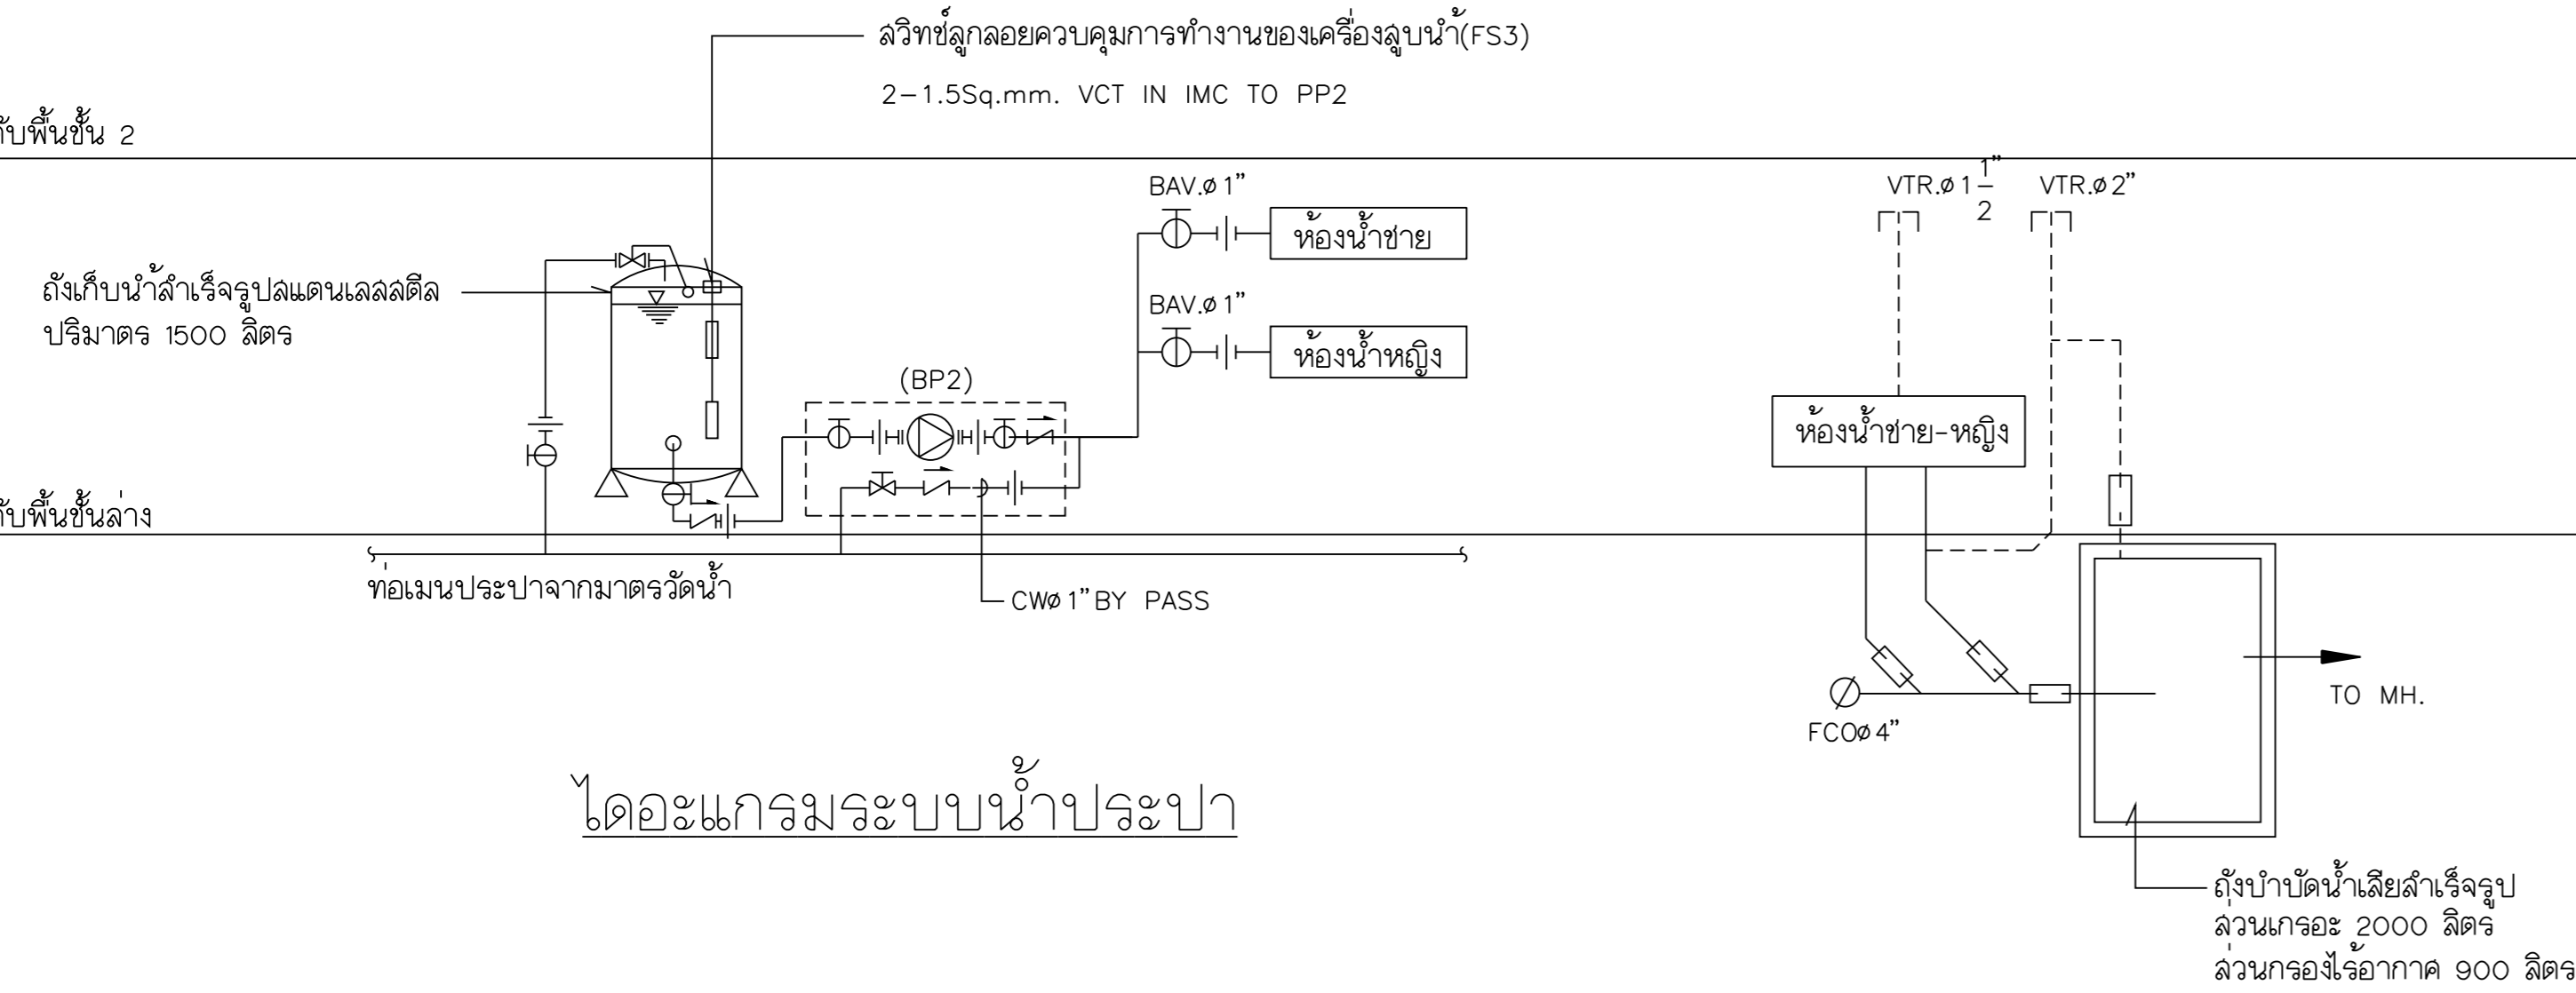 สวิทช์ลูกลอยควบคุมการทำงานของเครื่องสูบน้ำ(FS3)
2-1.5Sq.mm. VCT IN IMC TO PP2
ดับพื้นชั้น 2
BAV.ø1"
ห้องน้ำชาย
VTR.ø1 1/2"
VTR.ø2"
ถังเก็บน้ำสำเร็จรูปสแตนเลสสตีล
ปริมาตร 1500 ลิตร
BAV.ø1"
ห้องน้ำหญิง
(BP2)
ห้องน้ำชาย-หญิง
ดับพื้นชั้นล่าง
ท่อเมนประปาจากมาตรวัดน้ำ
CWø1"BY PASS
TO MH.
FCOø4"
ไดอะแกรมระบบน้ำประปา
ถังบำบัดน้ำเสียสำเร็จรูป
ส่วนเกรอะ 2000 ลิตร
ส่วนกรองไร้อากาศ 900 ลิตร